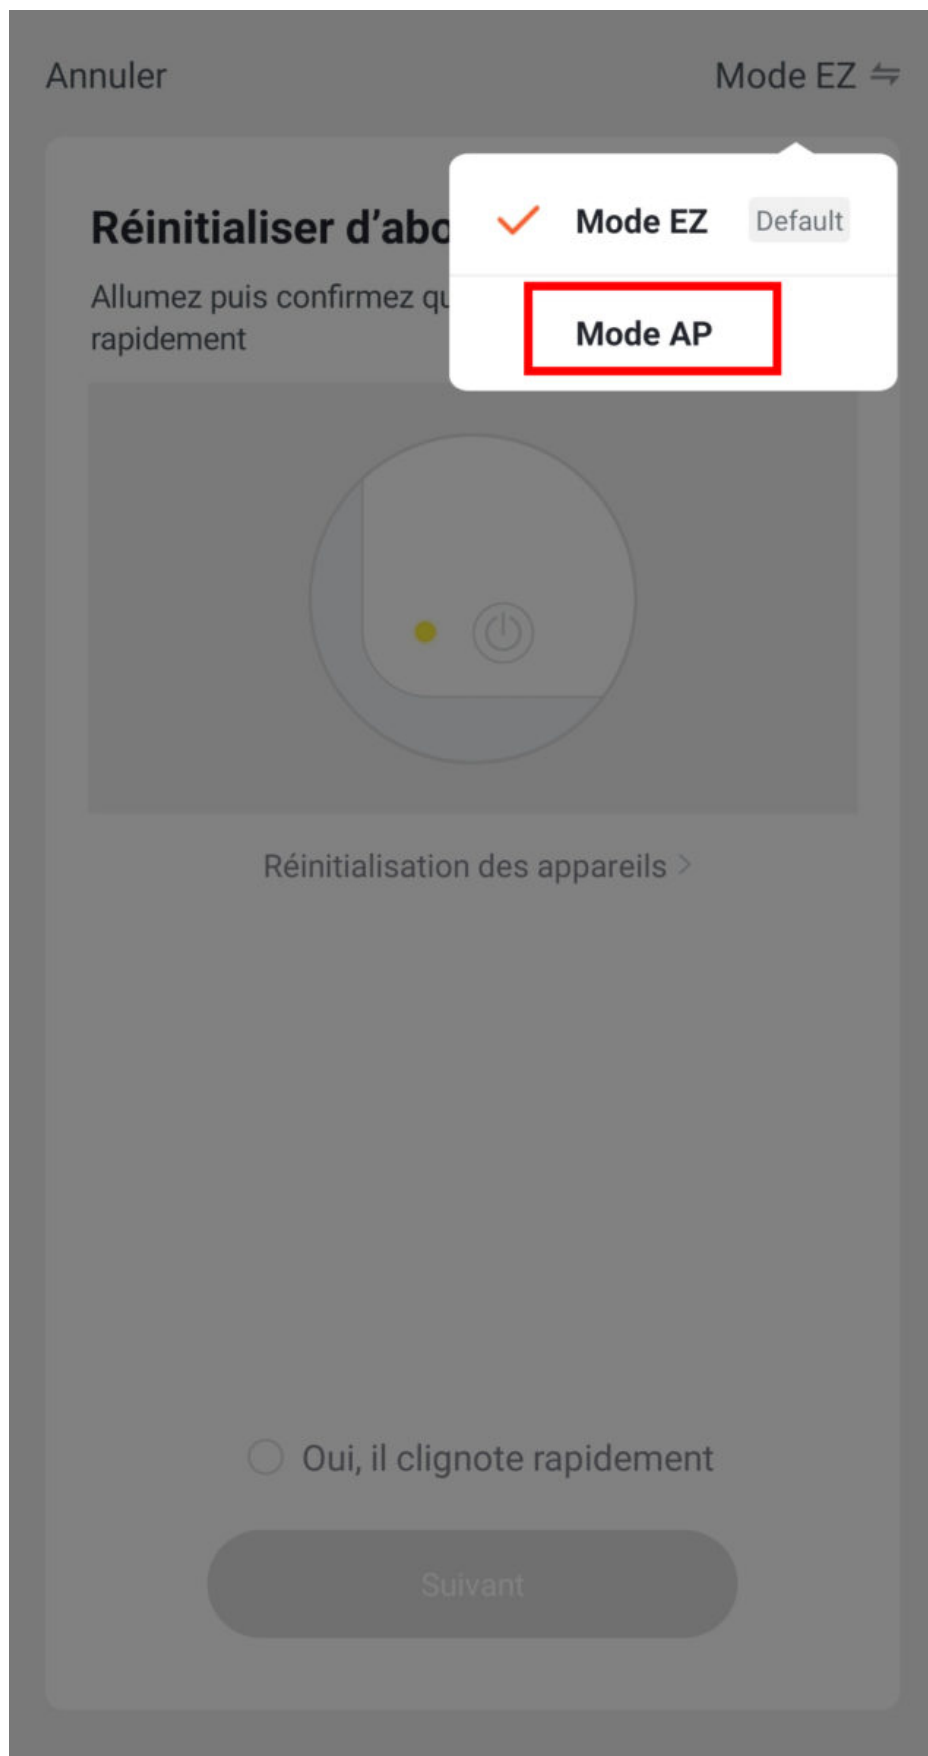 Annuler
Mode EZ
Mode EZ Default
Mode AP
Réinitialiser d’abo
Allumez puis confirmez qu
rapidement
Réinitialisation des appareils
Oui, il clignote rapidement
Suivant